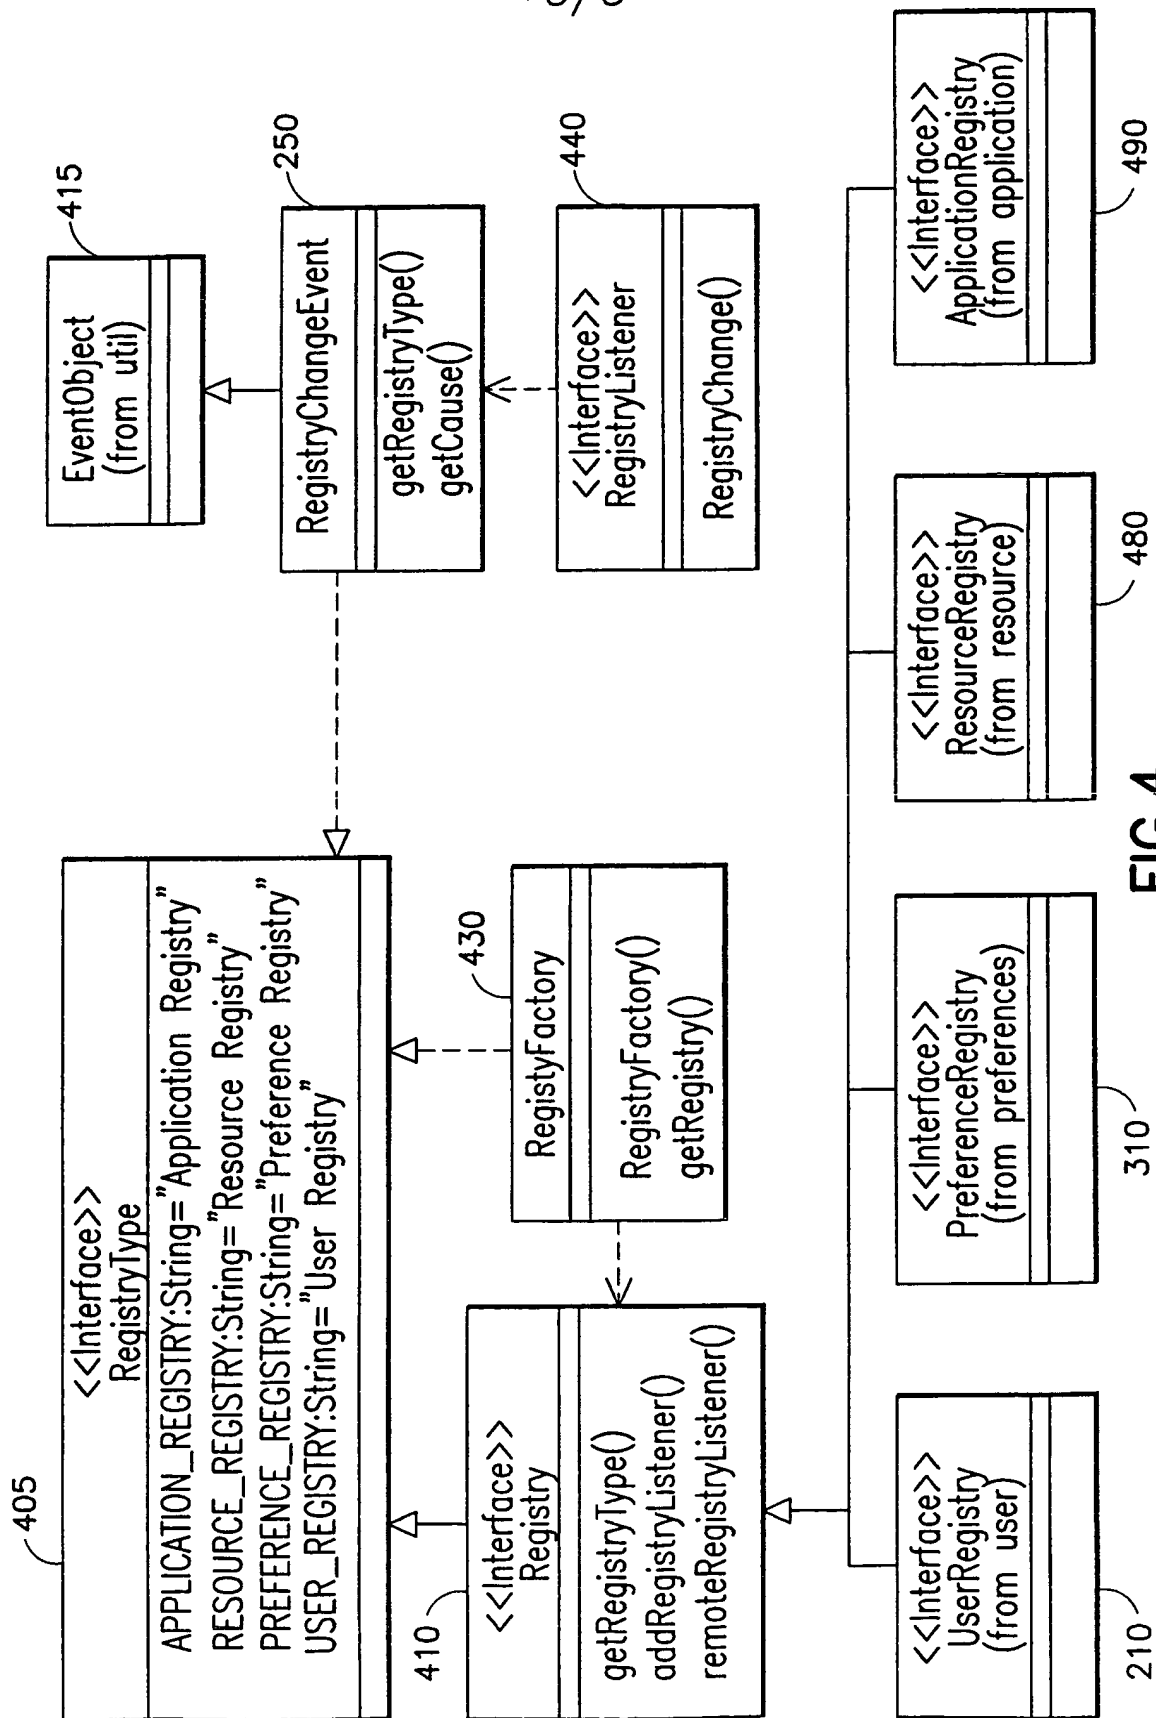 405
<<Interface>>
RegistryType
APPLICATION_REGISTRY:String="Application Registry"
RESOURCE_REGISTRY:String="Resource Registry"
PREFERENCE_REGISTRY:String="Preference Registry"
USER_REGISTRY:String="User Registry"
415
EventObject
(from util)
250
RegistryChangeEvent
getRegistryType()
getCause()
440
<<Interface>>
RegistryListener
RegistryChange()
430
RegistyFactory
RegistryFactory()
getRegistry()
410
<<Interface>>
Registry
getRegistryType()
addRegistryListener()
remoteRegistryListener()
<<Interface>>
UserRegistry
(from user)
210
<<Interface>>
PreferenceRegistry
(from preferences)
310
<<Interface>>
ResourceRegistry
(from resource)
480
<<Interface>>
ApplicationRegistry
(from application)
490
FIG.4